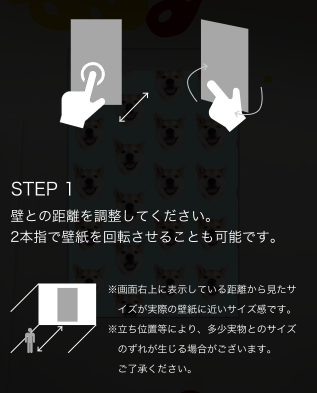 STEP 1
壁との距離を調整してください。
2本指で壁紙を回転させることも可能です。
※画面右上に表示している距離から見たサ
イズが実際の壁紙に近いサイズ感です。
※立ち位置等により、多少実物とのサイズ
のずれが生じる場合がございます。
ご了承ください。